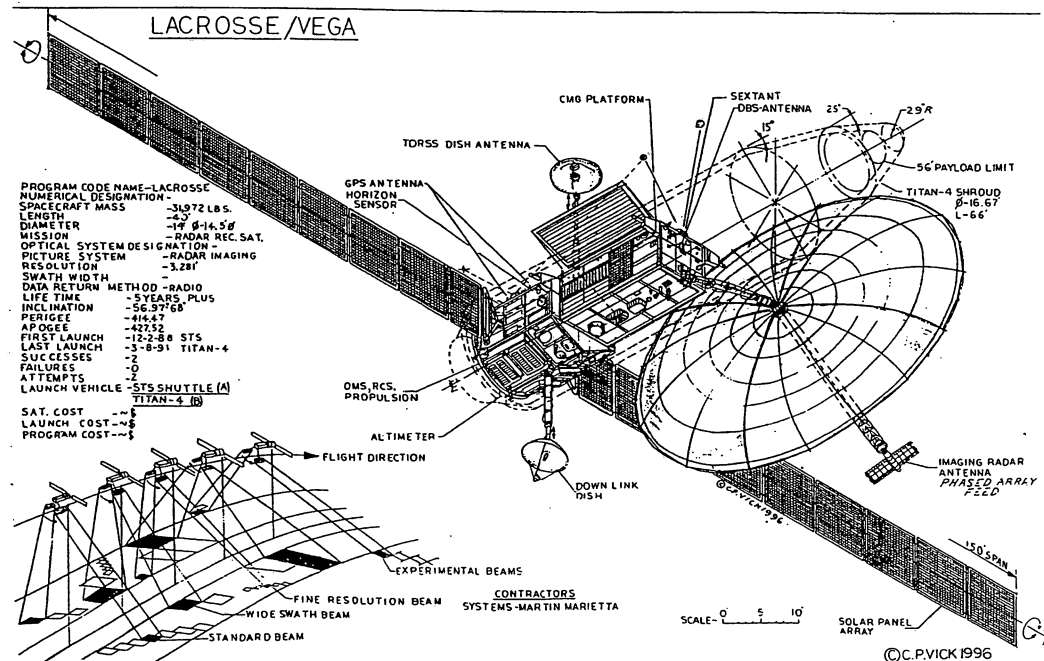 LACROSSE/VEGA
CMG PLATFORM
SEXTANT
DBS-ANTENNA
25°
29'R
15°
56' PAYLOAD LIMIT
TITAN-4 SHROUD
Ø-16.67'
L-66'
TDRSS DISH ANTENNA
GPS ANTENNA
HORIZON
SENSOR
PROGRAM CODE NAME-LACROSSE
NUMERICAL DESIGNATION-
SPACECRAFT MASS -31,972 LBS.
LENGTH
DIAMETER -14' Ø-14.5'Ø
MISSION -RADAR REC. SAT.
OPTICAL SYSTEM DESIGNATION-
PICTURE SYSTEM -RADAR IMAGING
RESOLUTION -3.281'
SWATH WIDTH -
DATA RETURN METHOD-RADIO
LIFE TIME -5 YEARS PLUS
INCLINATION -56.97°68°
PERIGEE -414.47
APOGEE -427.52
FIRST LAUNCH -12-2-88 STS
LAST LAUNCH -3-8-91 TITAN-4
SUCCESSES -2
FAILURES -0
ATTEMPTS -2
LAUNCH VEHICLE -STS SHUTTLE (A)
TITAN-4 (B)
SAT. COST -~$
LAUNCH COST-~$
PROGRAM COST-~$
OMS, RCS,
PROPULSION
ALTIMETER
DOWN LINK
DISH
IMAGING RADAR
ANTENNA
PHASED ARRAY
FEED
©C.P.VICK 1996
150' SPAN
SOLAR PANEL
ARRAY
FLIGHT DIRECTION
EXPERIMENTAL BEAMS
FINE RESOLUTION BEAM
WIDE SWATH BEAM
STANDARD BEAM
CONTRACTORS
SYSTEMS-MARTIN MARIETTA
SCALE- 0' 5 10'
©C.P.VICK 1996